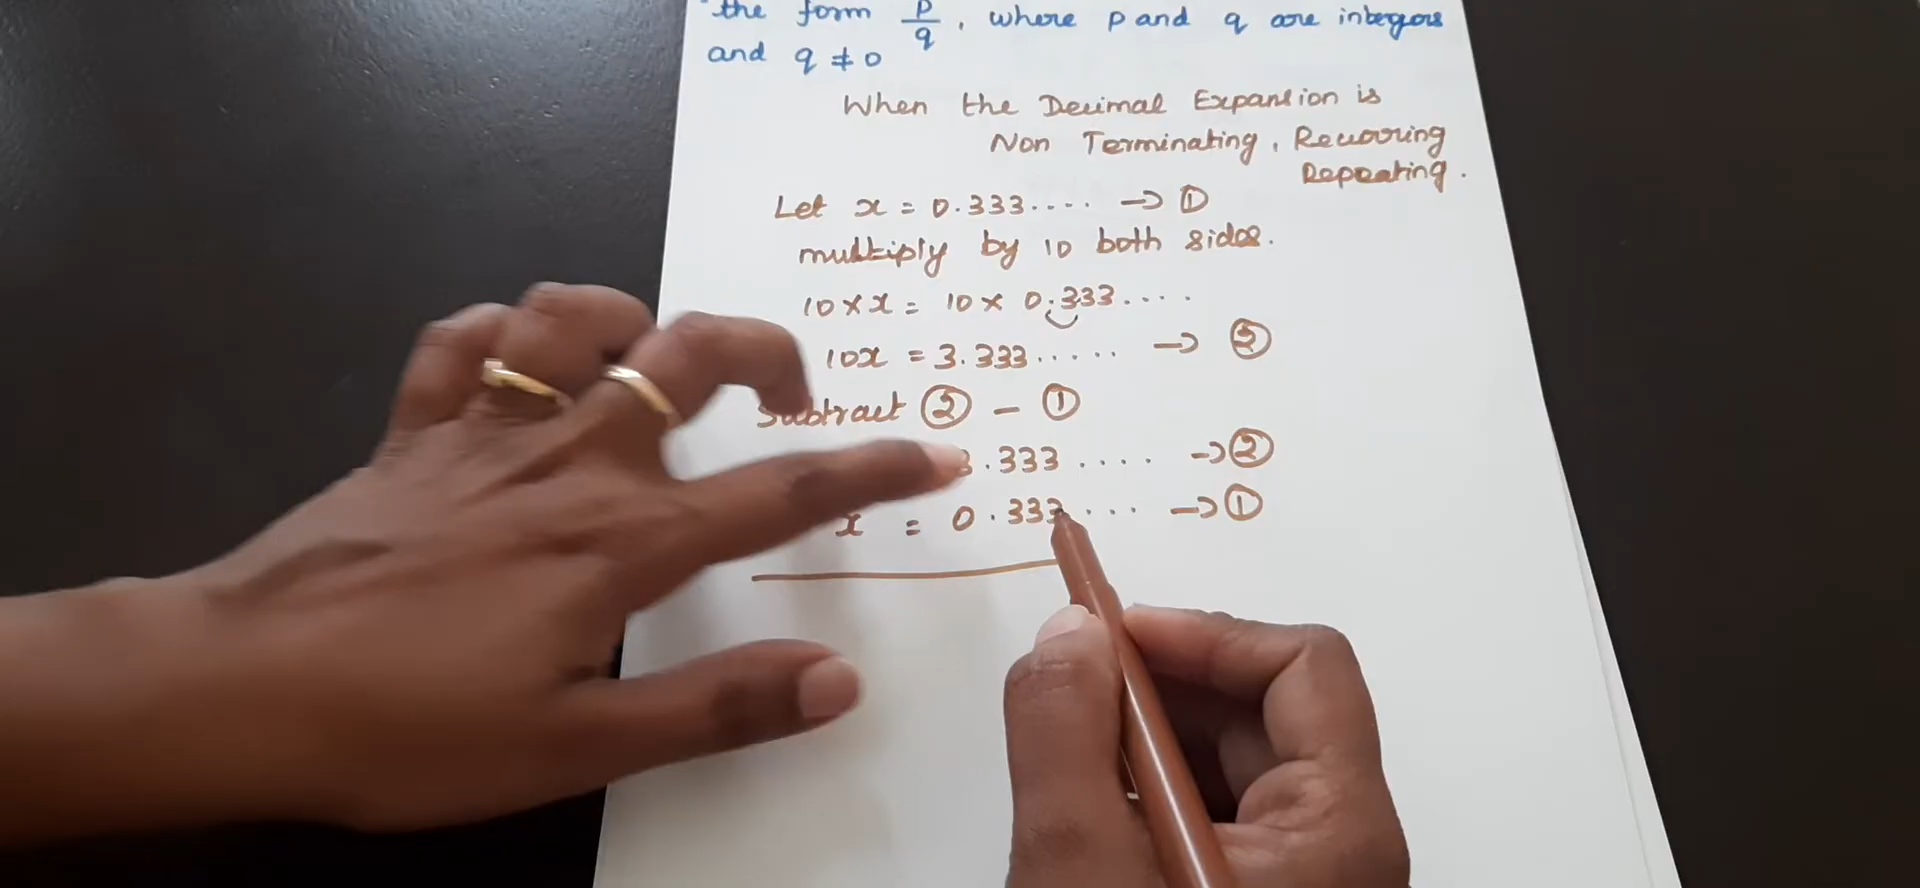 the form p/q, where p and q are integers
and q ≠ 0
When the Decimal Expansion is
Non Terminating, Recurring
Repeating.
Let x = 0.333.... → ①
multiply by 10 both sides.
10 × x = 10 × 0.333....
10x = 3.333..... → ②
Subtract ② - ①
3.333 .... → ②
x = 0.333.... → ①